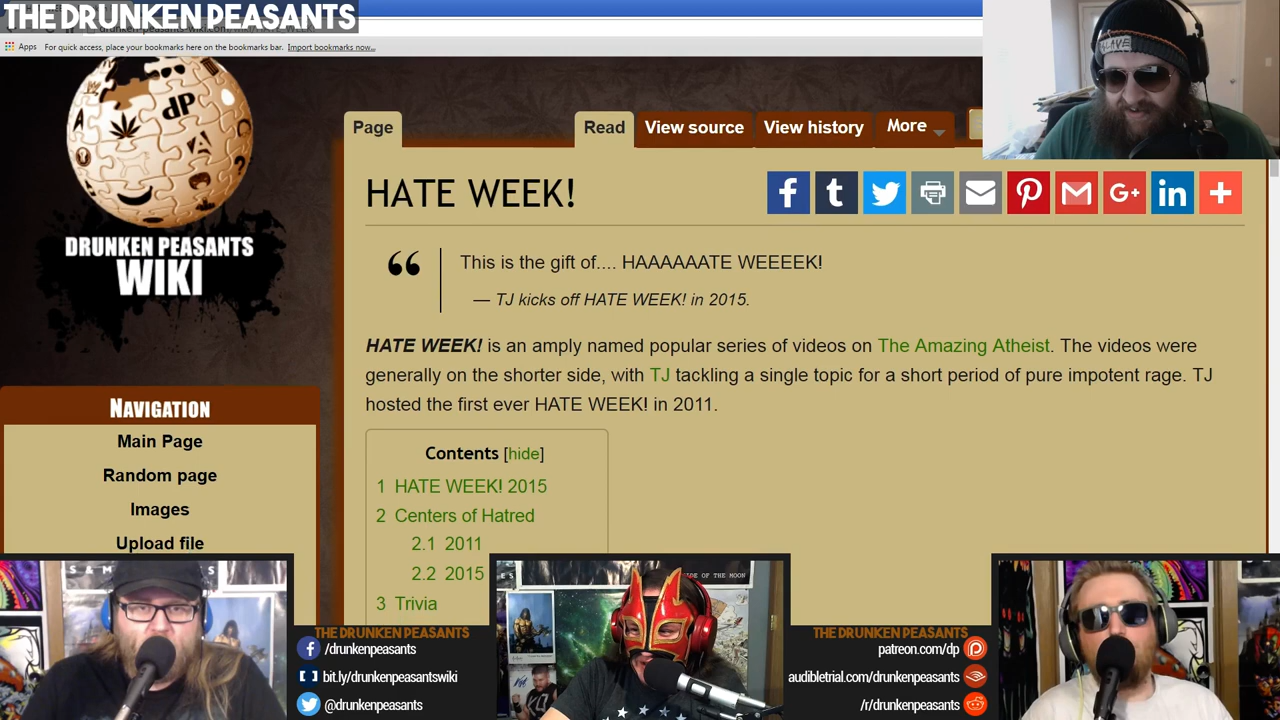 THE DRUNKEN PEASANTS
Apps For quick access, place your bookmarks here on the bookmarks bar. Import bookmarks now...
dP
DRUNKEN PEASANTS
WIKI
Page
Read
View source
View history
More
HATE WEEK!
This is the gift of.... HAAAAAATE WEEEEK!
— TJ kicks off HATE WEEK! in 2015.
HATE WEEK! is an amply named popular series of videos on The Amazing Atheist. The videos were
generally on the shorter side, with TJ tackling a single topic for a short period of pure impotent rage. TJ
hosted the first ever HATE WEEK! in 2011.
NAVIGATION
Main Page
Random page
Images
Upload file
Contents [hide]
1 HATE WEEK! 2015
2 Centers of Hatred
2.1 2011
2.2 2015
3 Trivia
THE DRUNKEN PEASANTS
/drunkenpeasants
bit.ly/drunkenpeasantswiki
@drunkenpeasants
THE DRUNKEN PEASANTS
patreon.com/dp
audibletrial.com/drunkenpeasants
/r/drunkenpeasants